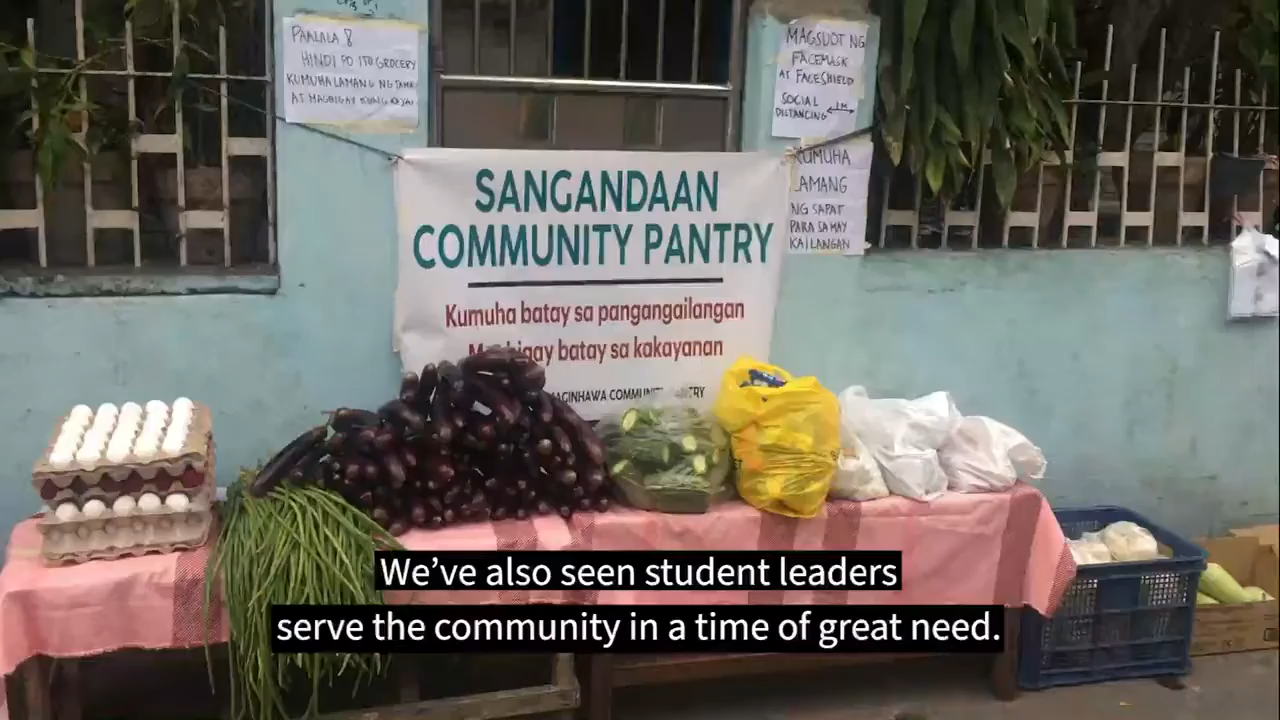 PAALALA
HINDI PO ITO GROCERY
KUMUHA LAMANG NG TAMA
AT MAGBIGAY KUNG KAYA
MAGSUOT NG
FACEMASK
AT FACESHIELD
SOCIAL
DISTANCING 1M
KUMUHA
LAMANG
NG SAPAT
PARA SA MAY
KAILANGAN
SANGANDAAN
COMMUNITY PANTRY
Kumuha batay sa pangangailangan
batay sa kakayanan
COMMUNITY
We've also seen student leaders
serve the community in a time of great need.